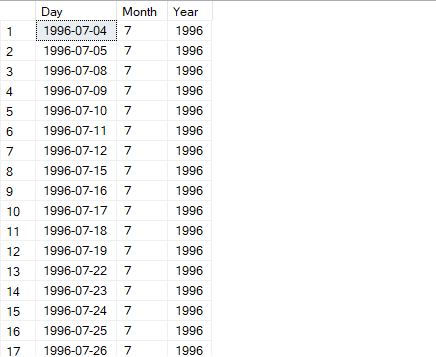 Day Month Year
1 1996-07-04 7 1996
2 1996-07-05 7 1996
3 1996-07-08 7 1996
4 1996-07-09 7 1996
5 1996-07-10 7 1996
6 1996-07-11 7 1996
7 1996-07-12 7 1996
8 1996-07-15 7 1996
9 1996-07-16 7 1996
10 1996-07-17 7 1996
11 1996-07-18 7 1996
12 1996-07-19 7 1996
13 1996-07-22 7 1996
14 1996-07-23 7 1996
15 1996-07-24 7 1996
16 1996-07-25 7 1996
17 1996-07-26 7 1996